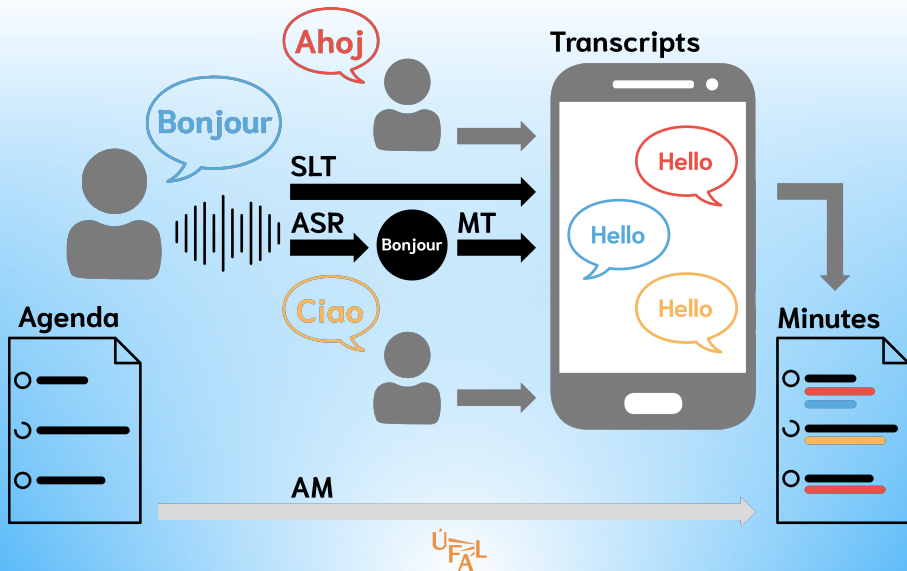 Ahoj
Transcripts
Bonjour
SLT
Hello
ASR
Bonjour
MT
Hello
Ciao
Hello
Agenda
Minutes
AM
ÚFAL